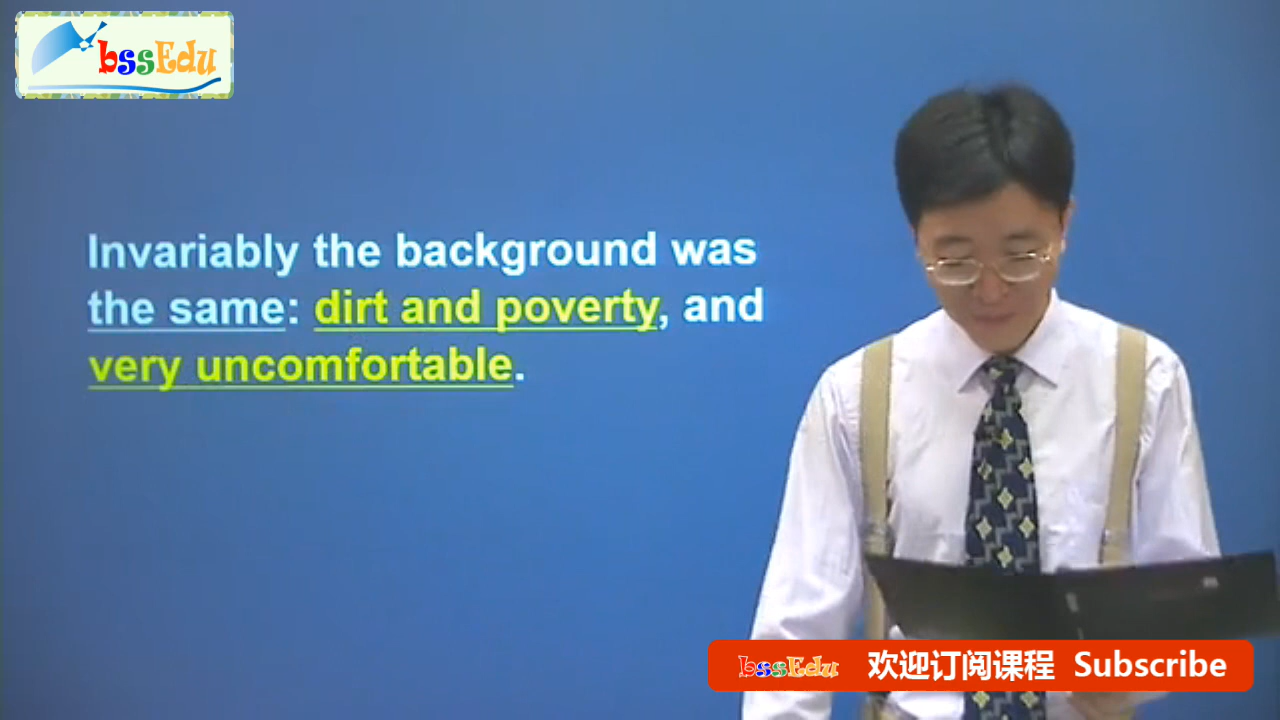 bssEdu
Invariably the background was
the same: dirt and poverty, and
very uncomfortable.
bssEdu 欢迎订阅课程 Subscribe